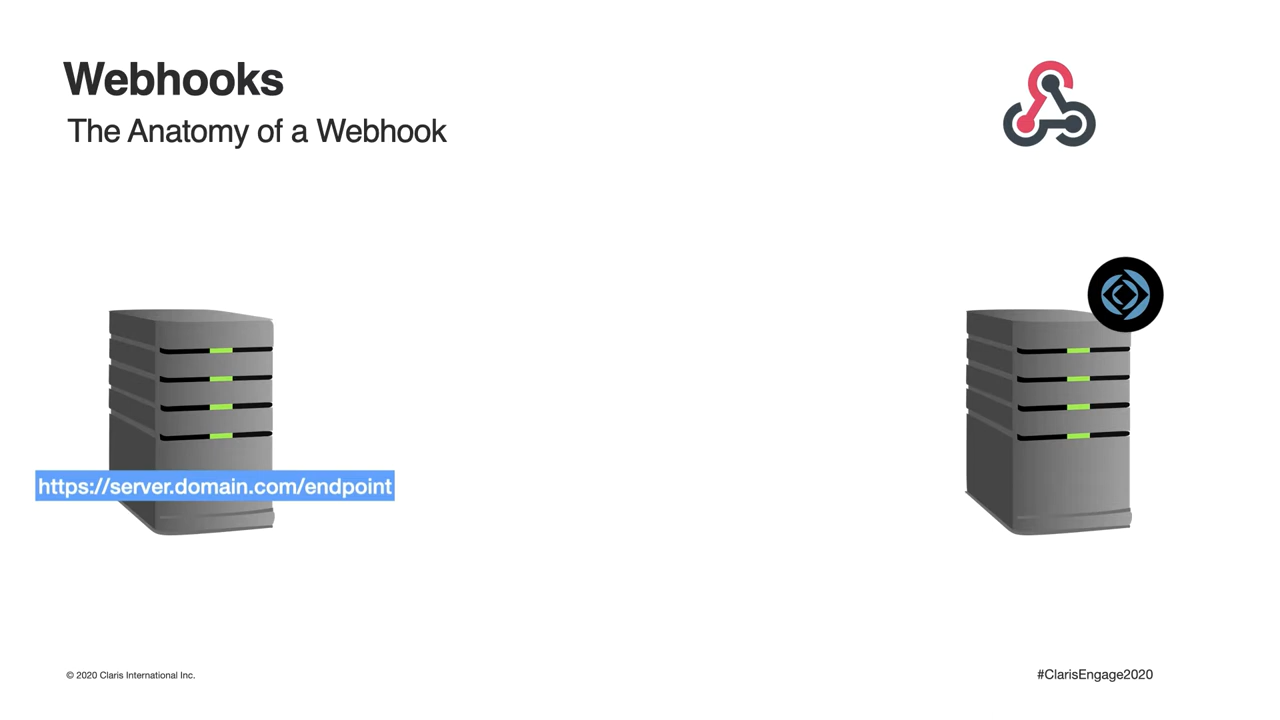 Webhooks
The Anatomy of a Webhook
https://server.domain.com/endpoint
© 2020 Claris International Inc.
#ClarisEngage2020